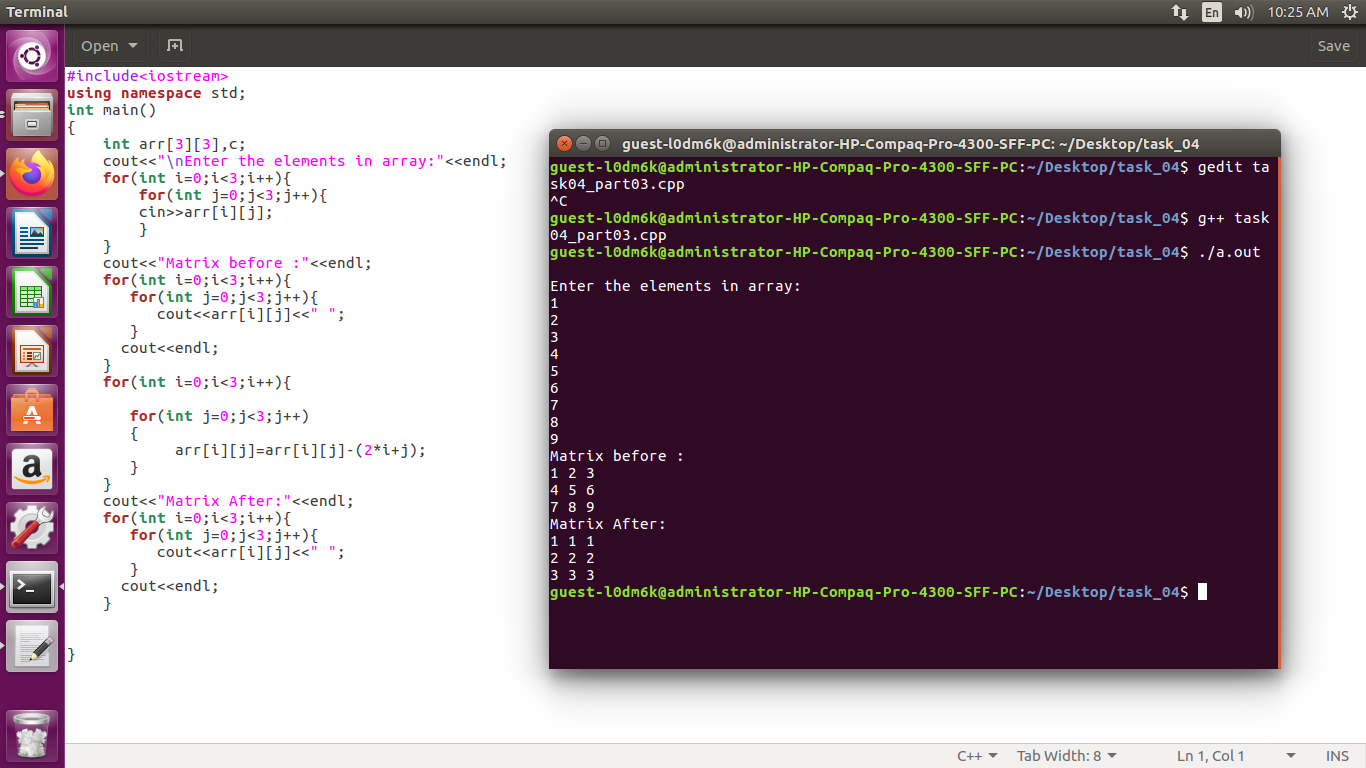 Terminal
En
10:25 AM
Open
Save
#include<iostream>
using namespace std;
int main()
{
    int arr[3][3],c;
    cout<<"\nEnter the elements in array:"<<endl;
    for(int i=0;i<3;i++){
        for(int j=0;j<3;j++){
        cin>>arr[i][j];
        }
    }
    cout<<"Matrix before :"<<endl;
    for(int i=0;i<3;i++){
       for(int j=0;j<3;j++){
          cout<<arr[i][j]<<" ";
       }
      cout<<endl;
    }
    for(int i=0;i<3;i++){

       for(int j=0;j<3;j++)
       {
            arr[i][j]=arr[i][j]-(2*i+j);
       }
    }
    cout<<"Matrix After:"<<endl;
    for(int i=0;i<3;i++){
       for(int j=0;j<3;j++){
          cout<<arr[i][j]<<" ";
       }
      cout<<endl;
    }
}
guest-l0dm6k@administrator-HP-Compaq-Pro-4300-SFF-PC: ~/Desktop/task_04
guest-l0dm6k@administrator-HP-Compaq-Pro-4300-SFF-PC:~/Desktop/task_04$ gedit ta
sk04_part03.cpp
^C
guest-l0dm6k@administrator-HP-Compaq-Pro-4300-SFF-PC:~/Desktop/task_04$ g++ task
04_part03.cpp
guest-l0dm6k@administrator-HP-Compaq-Pro-4300-SFF-PC:~/Desktop/task_04$ ./a.out

Enter the elements in array:
1
2
3
4
5
6
7
8
9
Matrix before :
1 2 3
4 5 6
7 8 9
Matrix After:
1 1 1
2 2 2
3 3 3
guest-l0dm6k@administrator-HP-Compaq-Pro-4300-SFF-PC:~/Desktop/task_04$
C++
Tab Width: 8
Ln 1, Col 1
INS